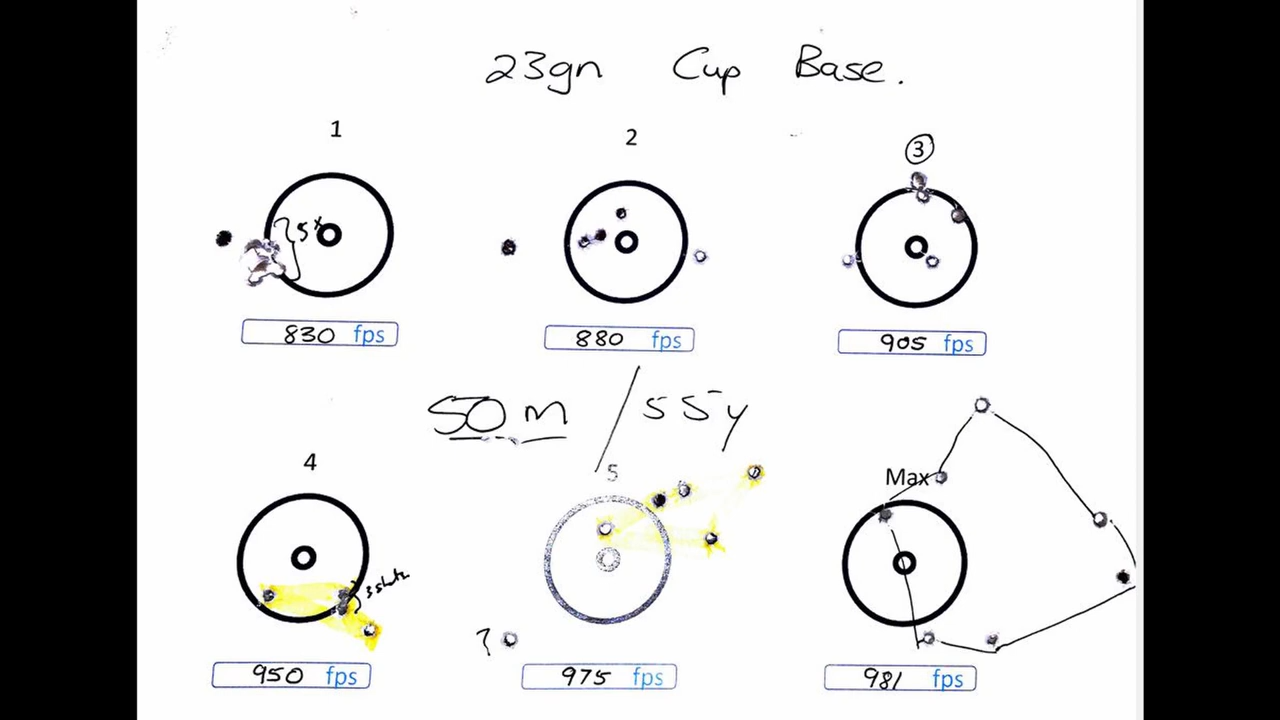 23gn Cup Base.
1
2
3
5x
830 fps
880 fps
905 fps
50m / 55y
4
5
Max
3 shots
?
950 fps
975 fps
981 fps